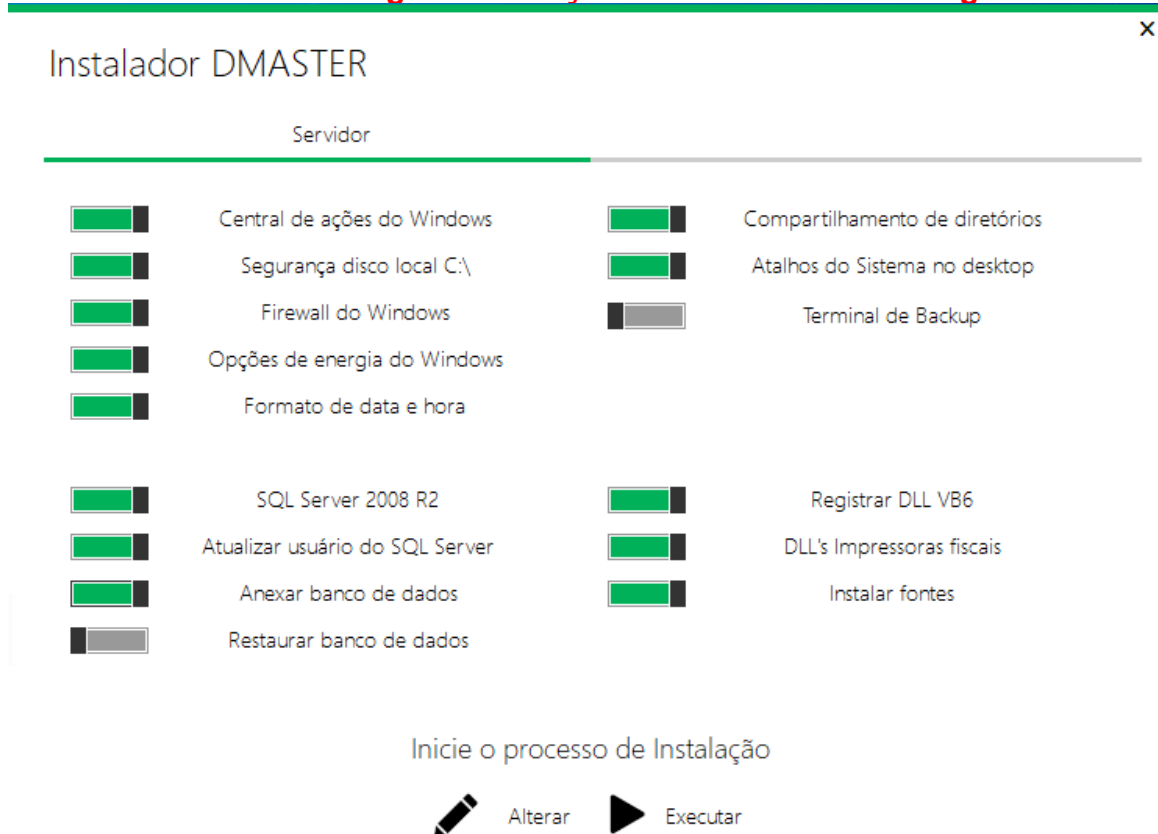 Instalador DMASTER
Servidor
Central de ações do Windows
Segurança disco local C:\
Firewall do Windows
Opções de energia do Windows
Formato de data e hora
Compartilhamento de diretórios
Atalhos do Sistema no desktop
Terminal de Backup
SQL Server 2008 R2
Atualizar usuário do SQL Server
Anexar banco de dados
Restaurar banco de dados
Registrar DLL VB6
DLL's Impressoras fiscais
Instalar fontes
Inicie o processo de Instalação
Alterar
Executar